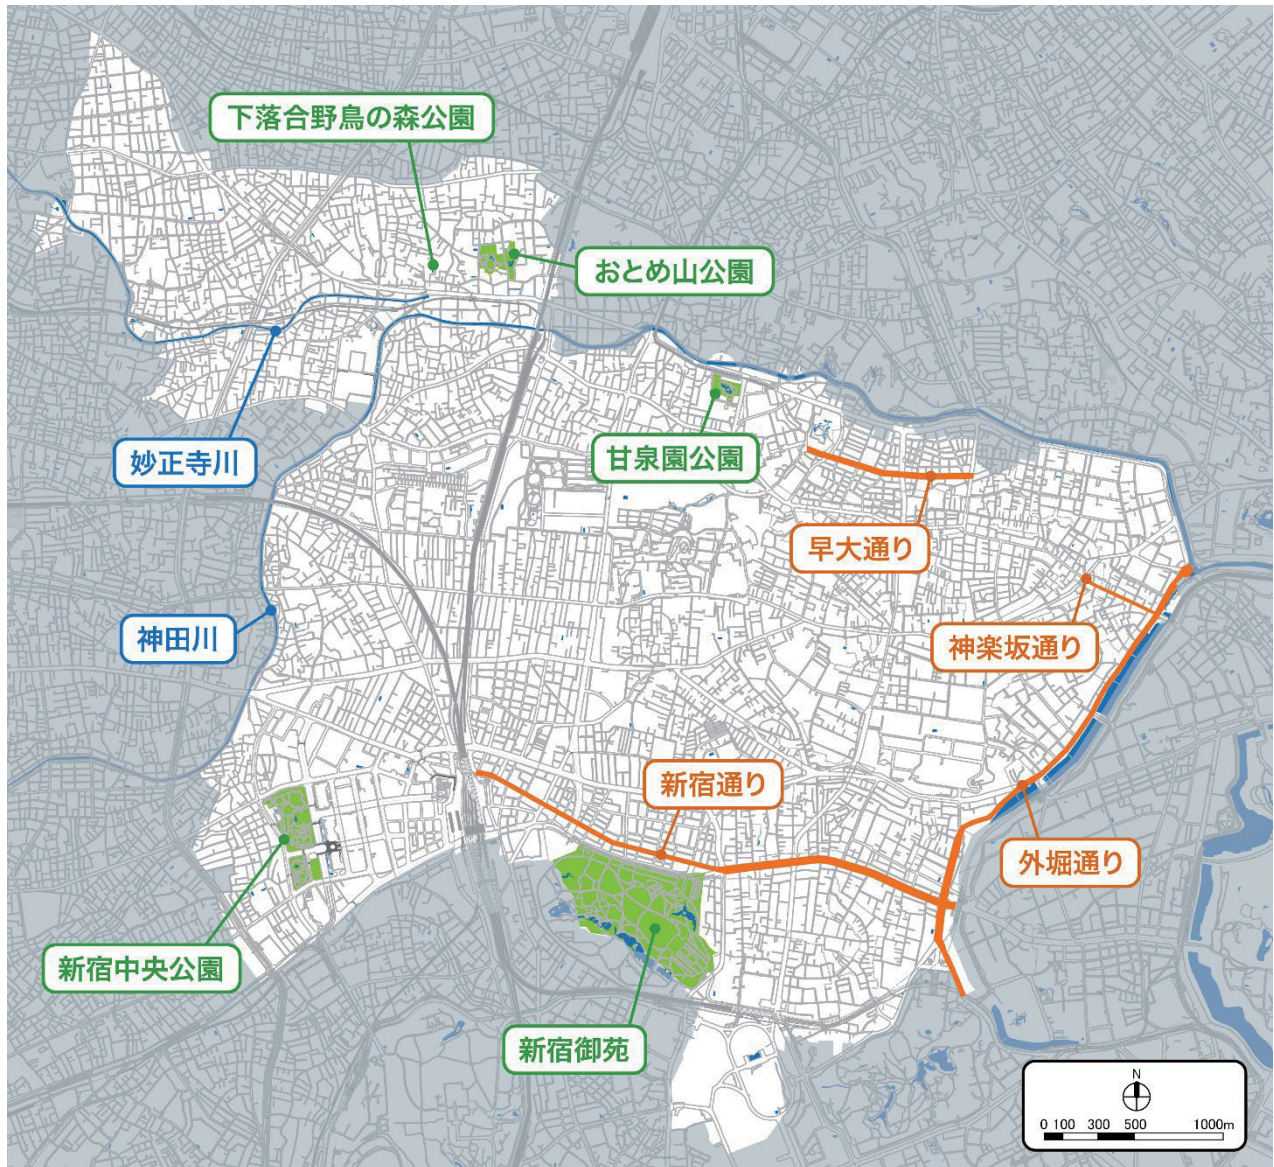 下落合野鳥の森公園
おとめ山公園
妙正寺川
甘泉園公園
早大通り
神田川
神楽坂通り
新宿通り
外堀通り
新宿中央公園
新宿御苑
N
0 100 300 500 1000m